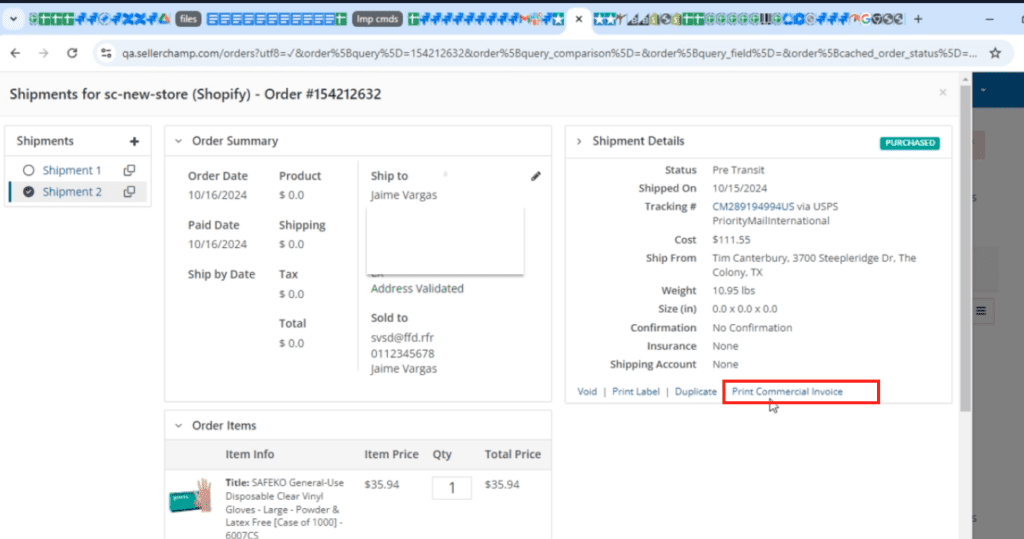 files
Imp cmds
qa.sellerchamp.com/orders?utf8=✓&order%5Bquery%5D=154212632&order%5Bquery_comparison%5D=&order%5Bquery_field%5D=&order%5Bcached_order_status%5D=...
Shipments for sc-new-store (Shopify) - Order #154212632
Shipments
Shipment 1
Shipment 2
Order Summary
Order Date
10/16/2024
Paid Date
10/16/2024
Ship by Date
Product
$ 0.0
Shipping
$ 0.0
Tax
$ 0.0
Total
$ 0.0
Ship to
Jaime Vargas
Address Validated
Sold to
svsd@ffd.rfr
0112345678
Jaime Vargas
Shipment Details
PURCHASED
Status Pre Transit
Shipped On 10/15/2024
Tracking # CM289194994US via USPS
PriorityMailInternational
Cost $111.55
Ship From Tim Canterbury, 3700 Steepleridge Dr, The
Colony, TX
Weight 10.95 lbs
Size (in) 0.0 x 0.0 x 0.0
Confirmation No Confirmation
Insurance None
Shipping Account None
Void | Print Label | Duplicate Print Commercial Invoice
Order Items
Item Info Item Price Qty Total Price
Title: SAFEKO General-Use
Disposable Clear Vinyl
Gloves - Large - Powder &
Latex Free [Case of 1000] -
6007CS
$35.94 1 $35.94